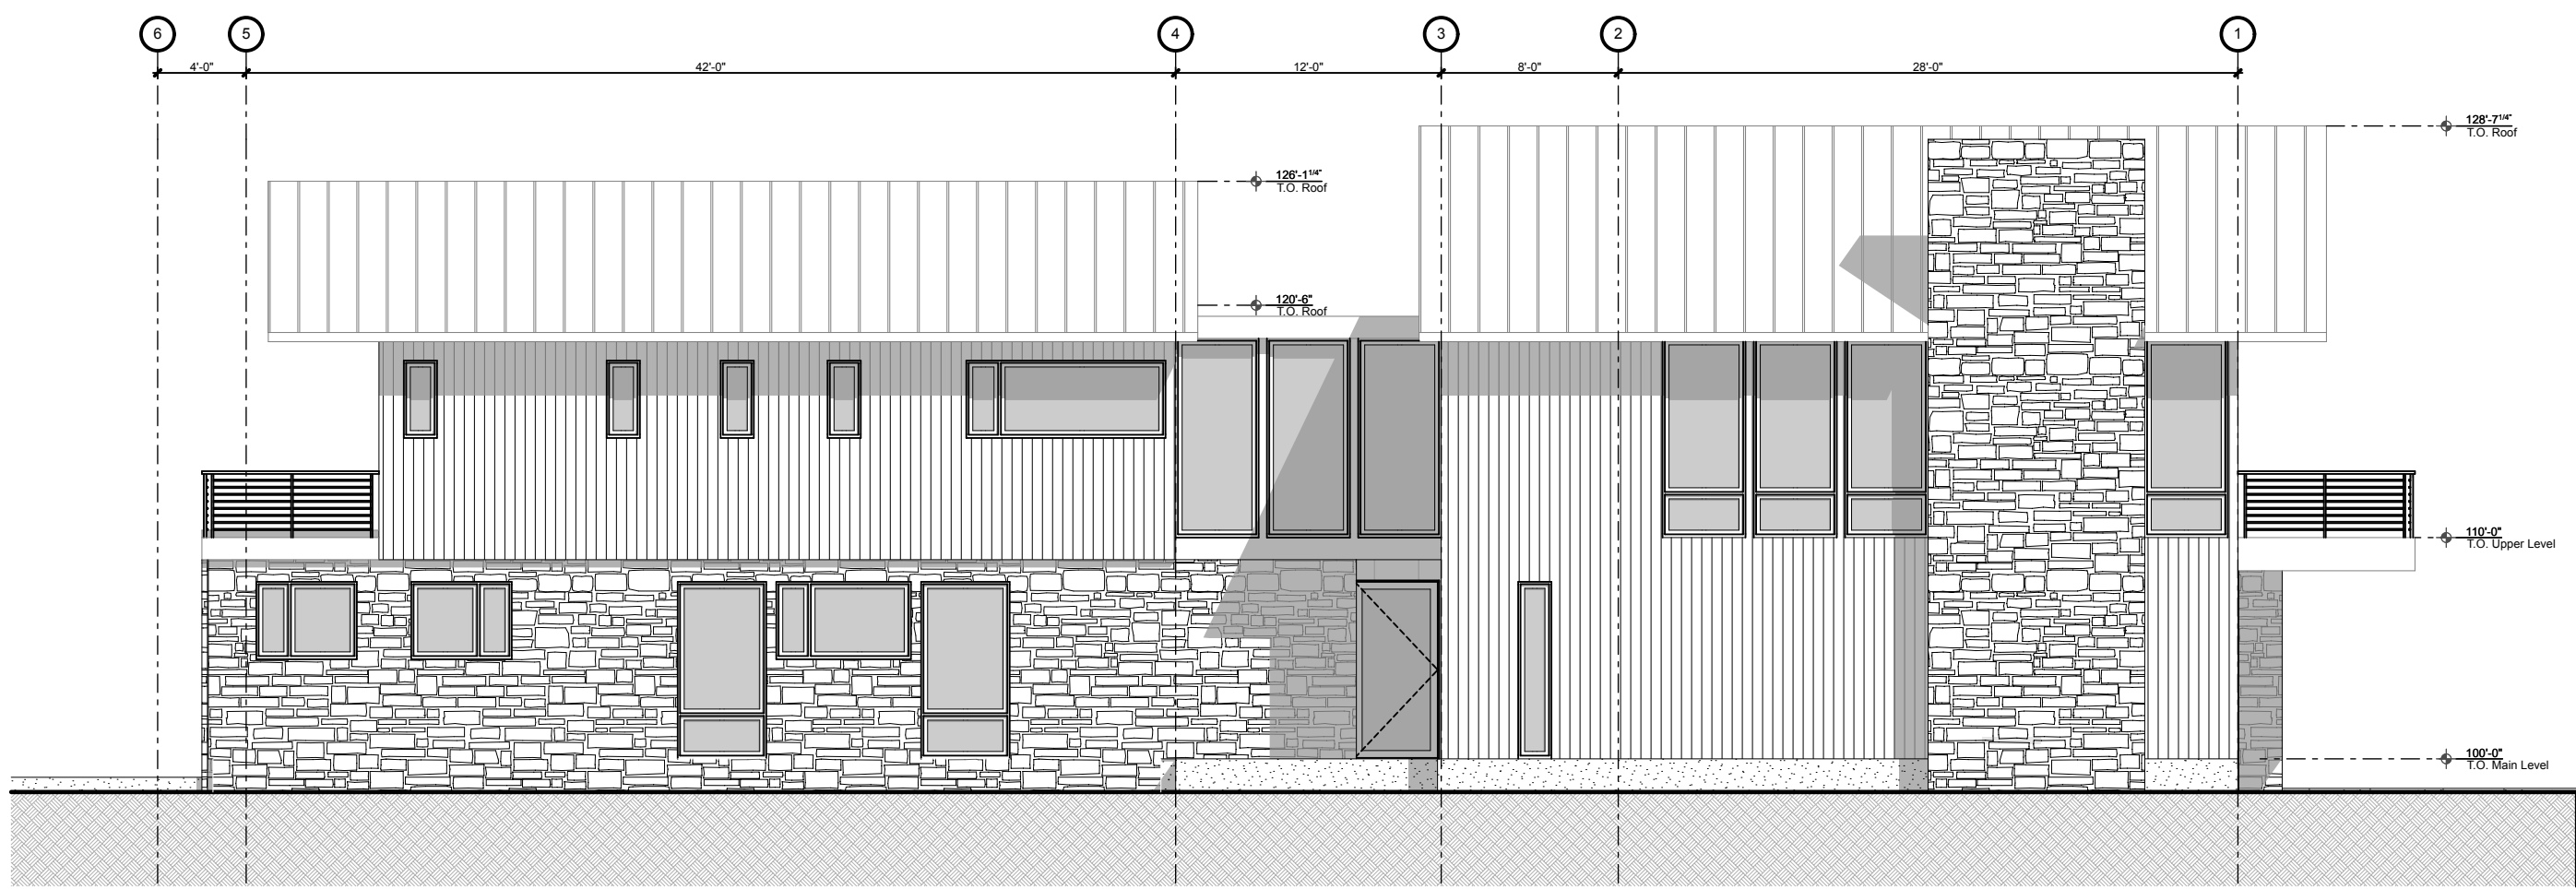 6 5 4 3 2 1
4'-0" 42'-0" 12'-0" 8'-0" 28'-0"
128'-7 1/4"
T.O. Roof
126'-1 1/4"
T.O. Roof
120'-6"
T.O. Roof
110'-0"
T.O. Upper Level
100'-0"
T.O. Main Level